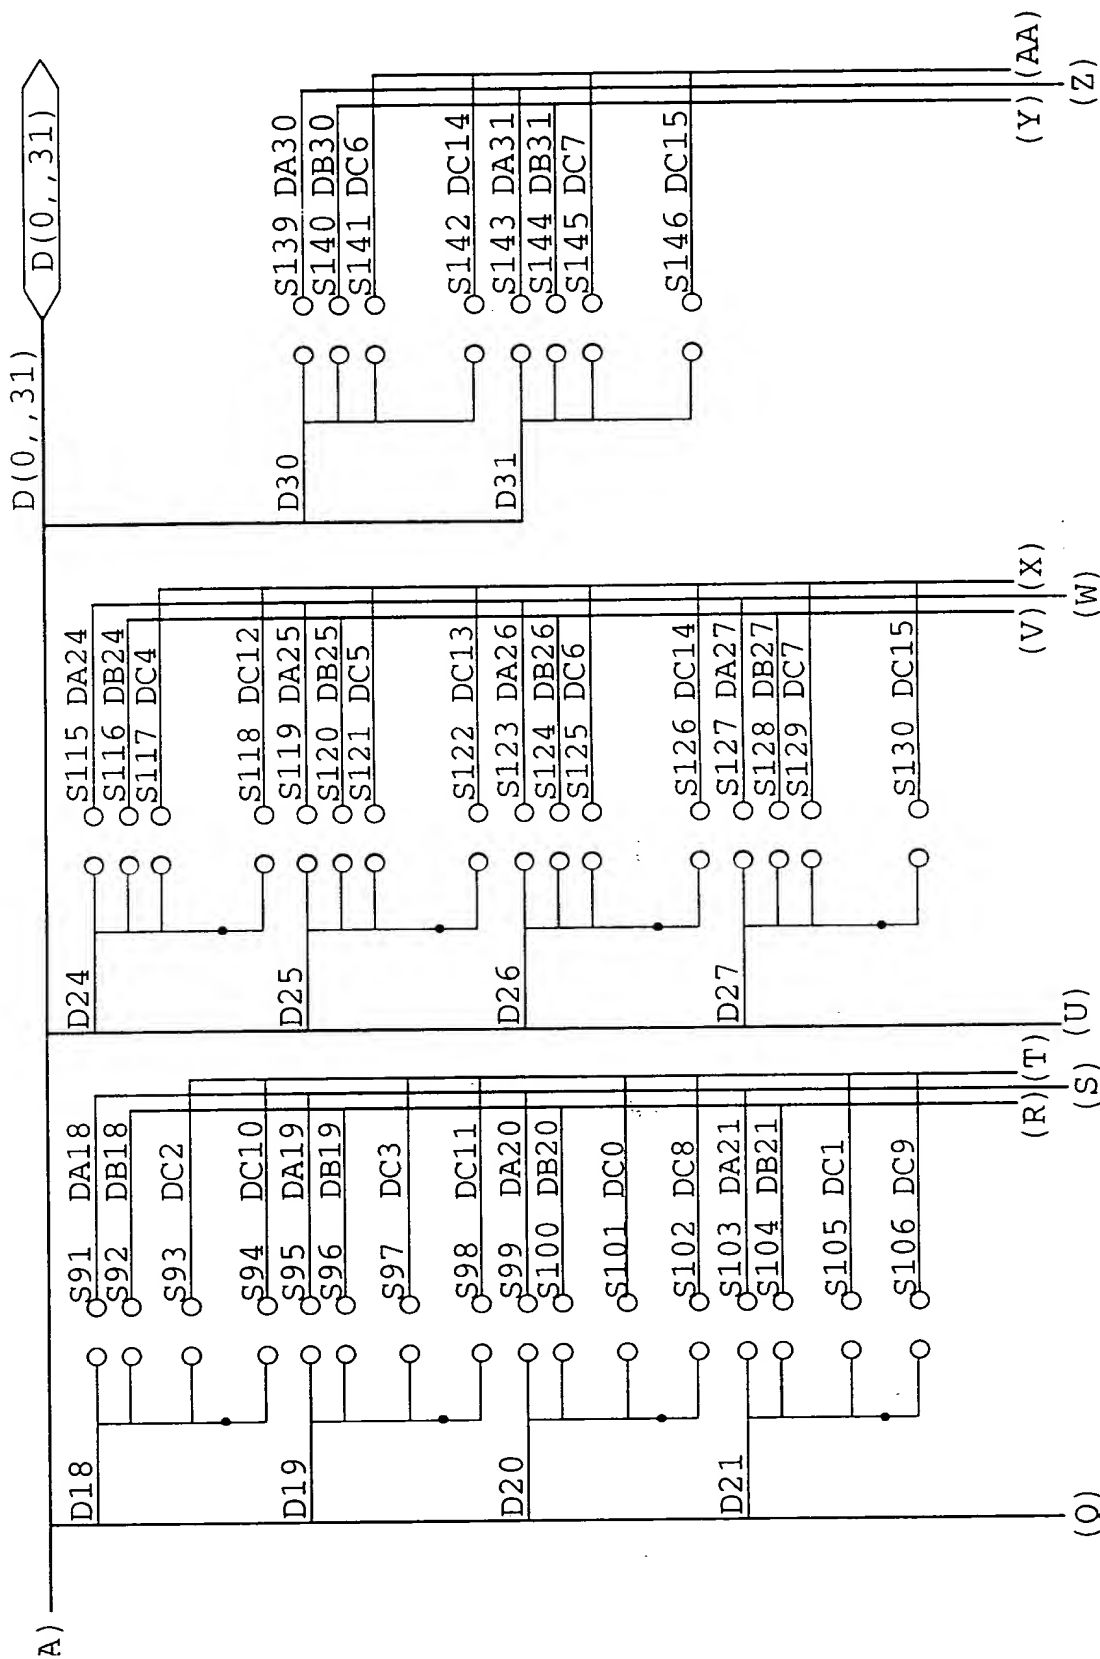 A)
D(0,,31)
D(0,,31)
D18
S91 DA18
S92 DB18
S93 DC2
S94 DC10
D19
S95 DA19
S96 DB19
S97 DC3
S98 DC11
D20
S99 DA20
S100 DB20
S101 DC0
S102 DC8
D21
S103 DA21
S104 DB21
S105 DC1
S106 DC9
(Q)
(R)
(S)
(T)
D24
S115 DA24
S116 DB24
S117 DC4
S118 DC12
D25
S119 DA25
S120 DB25
S121 DC5
S122 DC13
D26
S123 DA26
S124 DB26
S125 DC6
S126 DC14
D27
S127 DA27
S128 DB27
S129 DC7
S130 DC15
(U)
(V)
(W)
(X)
D30
S139 DA30
S140 DB30
S141 DC6
S142 DC14
D31
S143 DA31
S144 DB31
S145 DC7
S146 DC15
(Y)
(Z)
(AA)